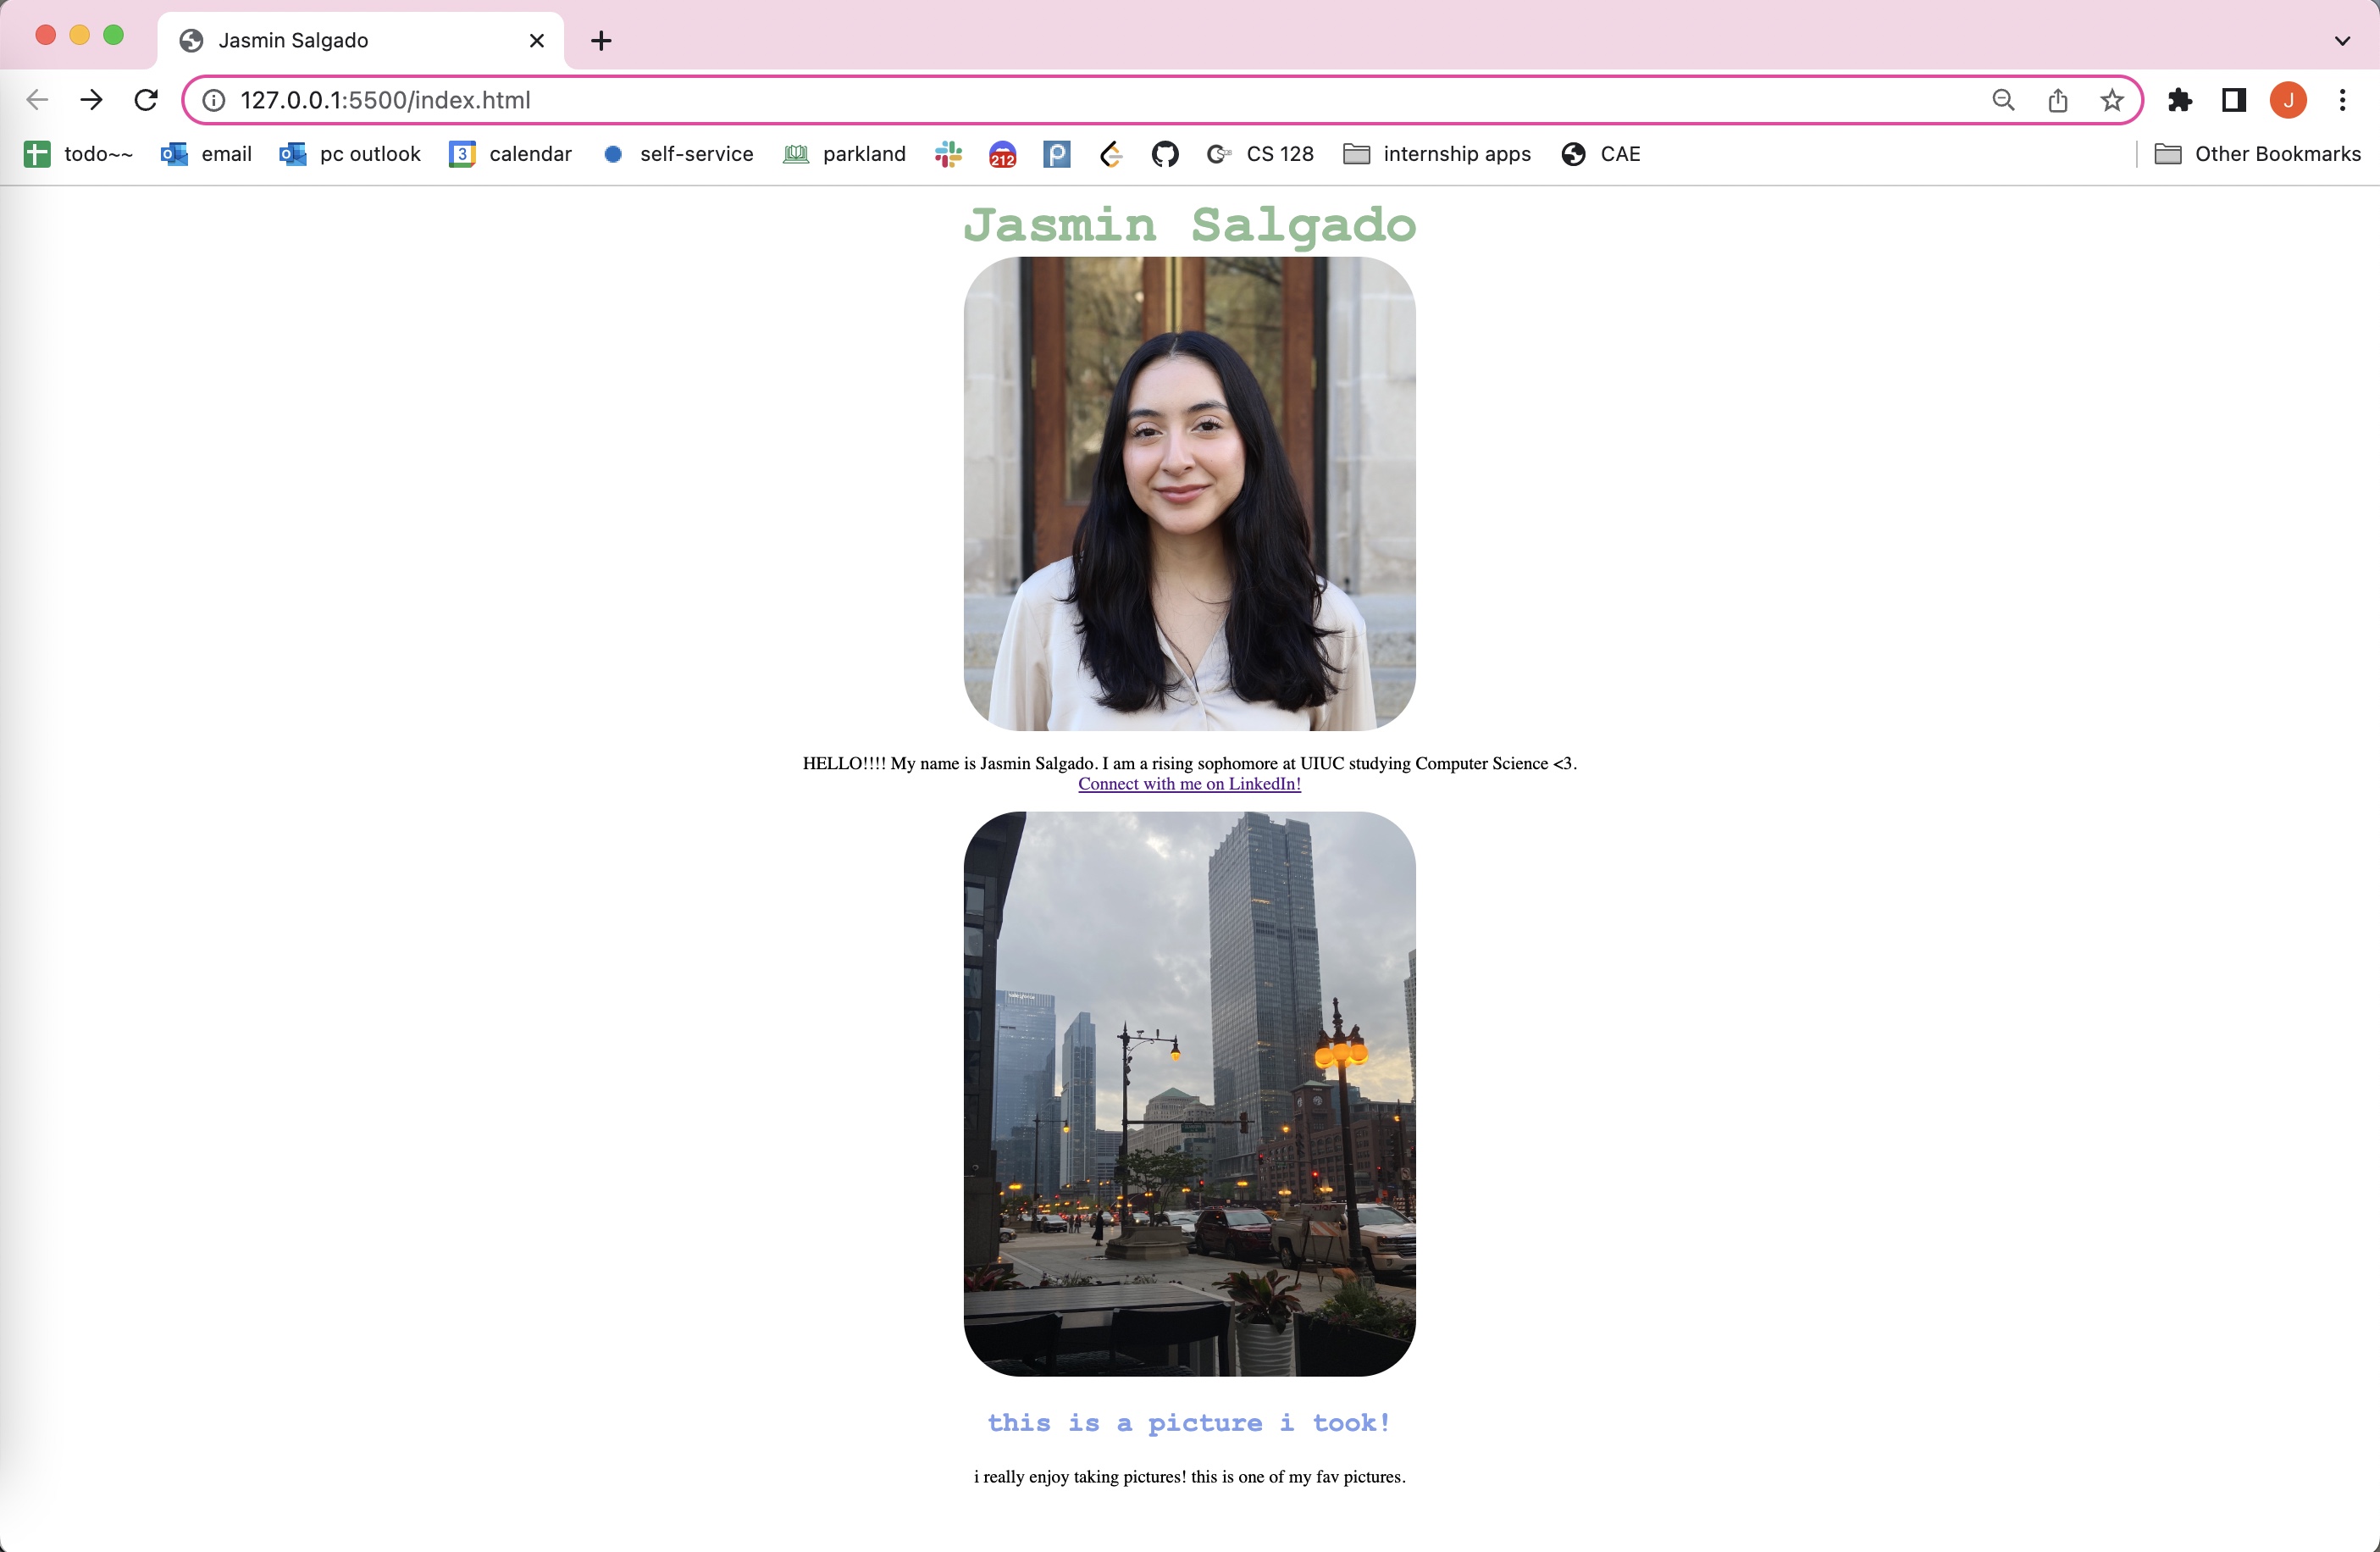 Jasmin Salgado
127.0.0.1:5500/index.html
J
todo~~ email pc outlook 3 calendar self-service parkland 212 CS 128 internship apps CAE Other Bookmarks
Jasmin Salgado
HELLO!!!! My name is Jasmin Salgado. I am a rising sophomore at UIUC studying Computer Science <3.
Connect with me on LinkedIn!
salesforce
this is a picture i took!
i really enjoy taking pictures! this is one of my fav pictures.